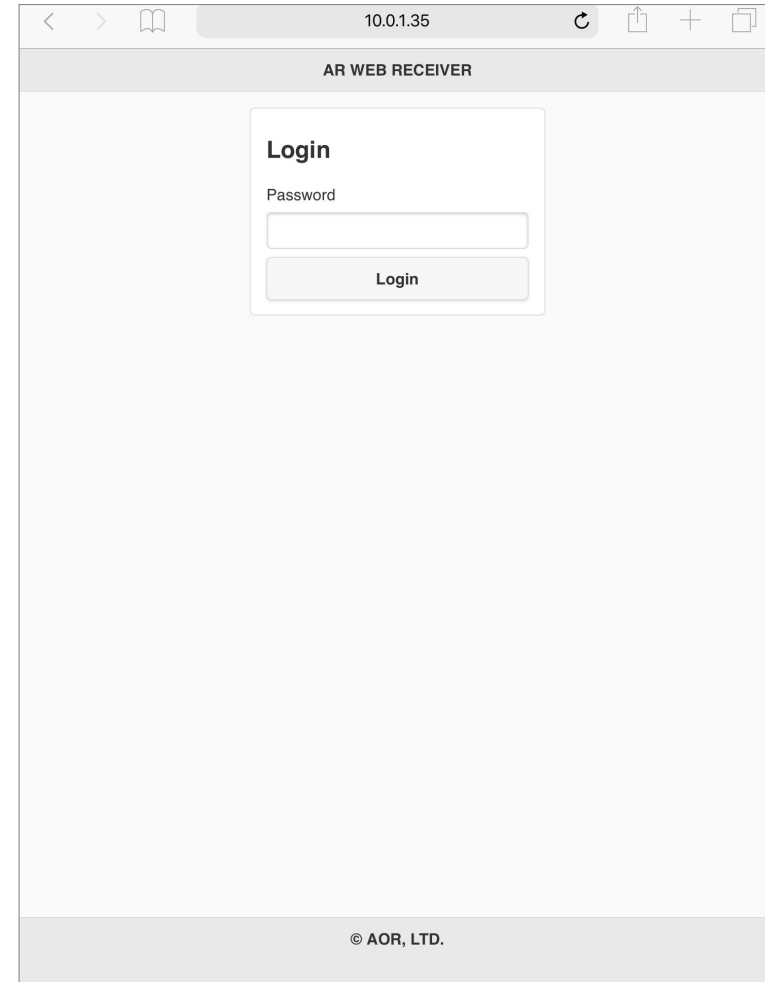 10.0.1.35
AR WEB RECEIVER
Login
Password
Login
© AOR, LTD.